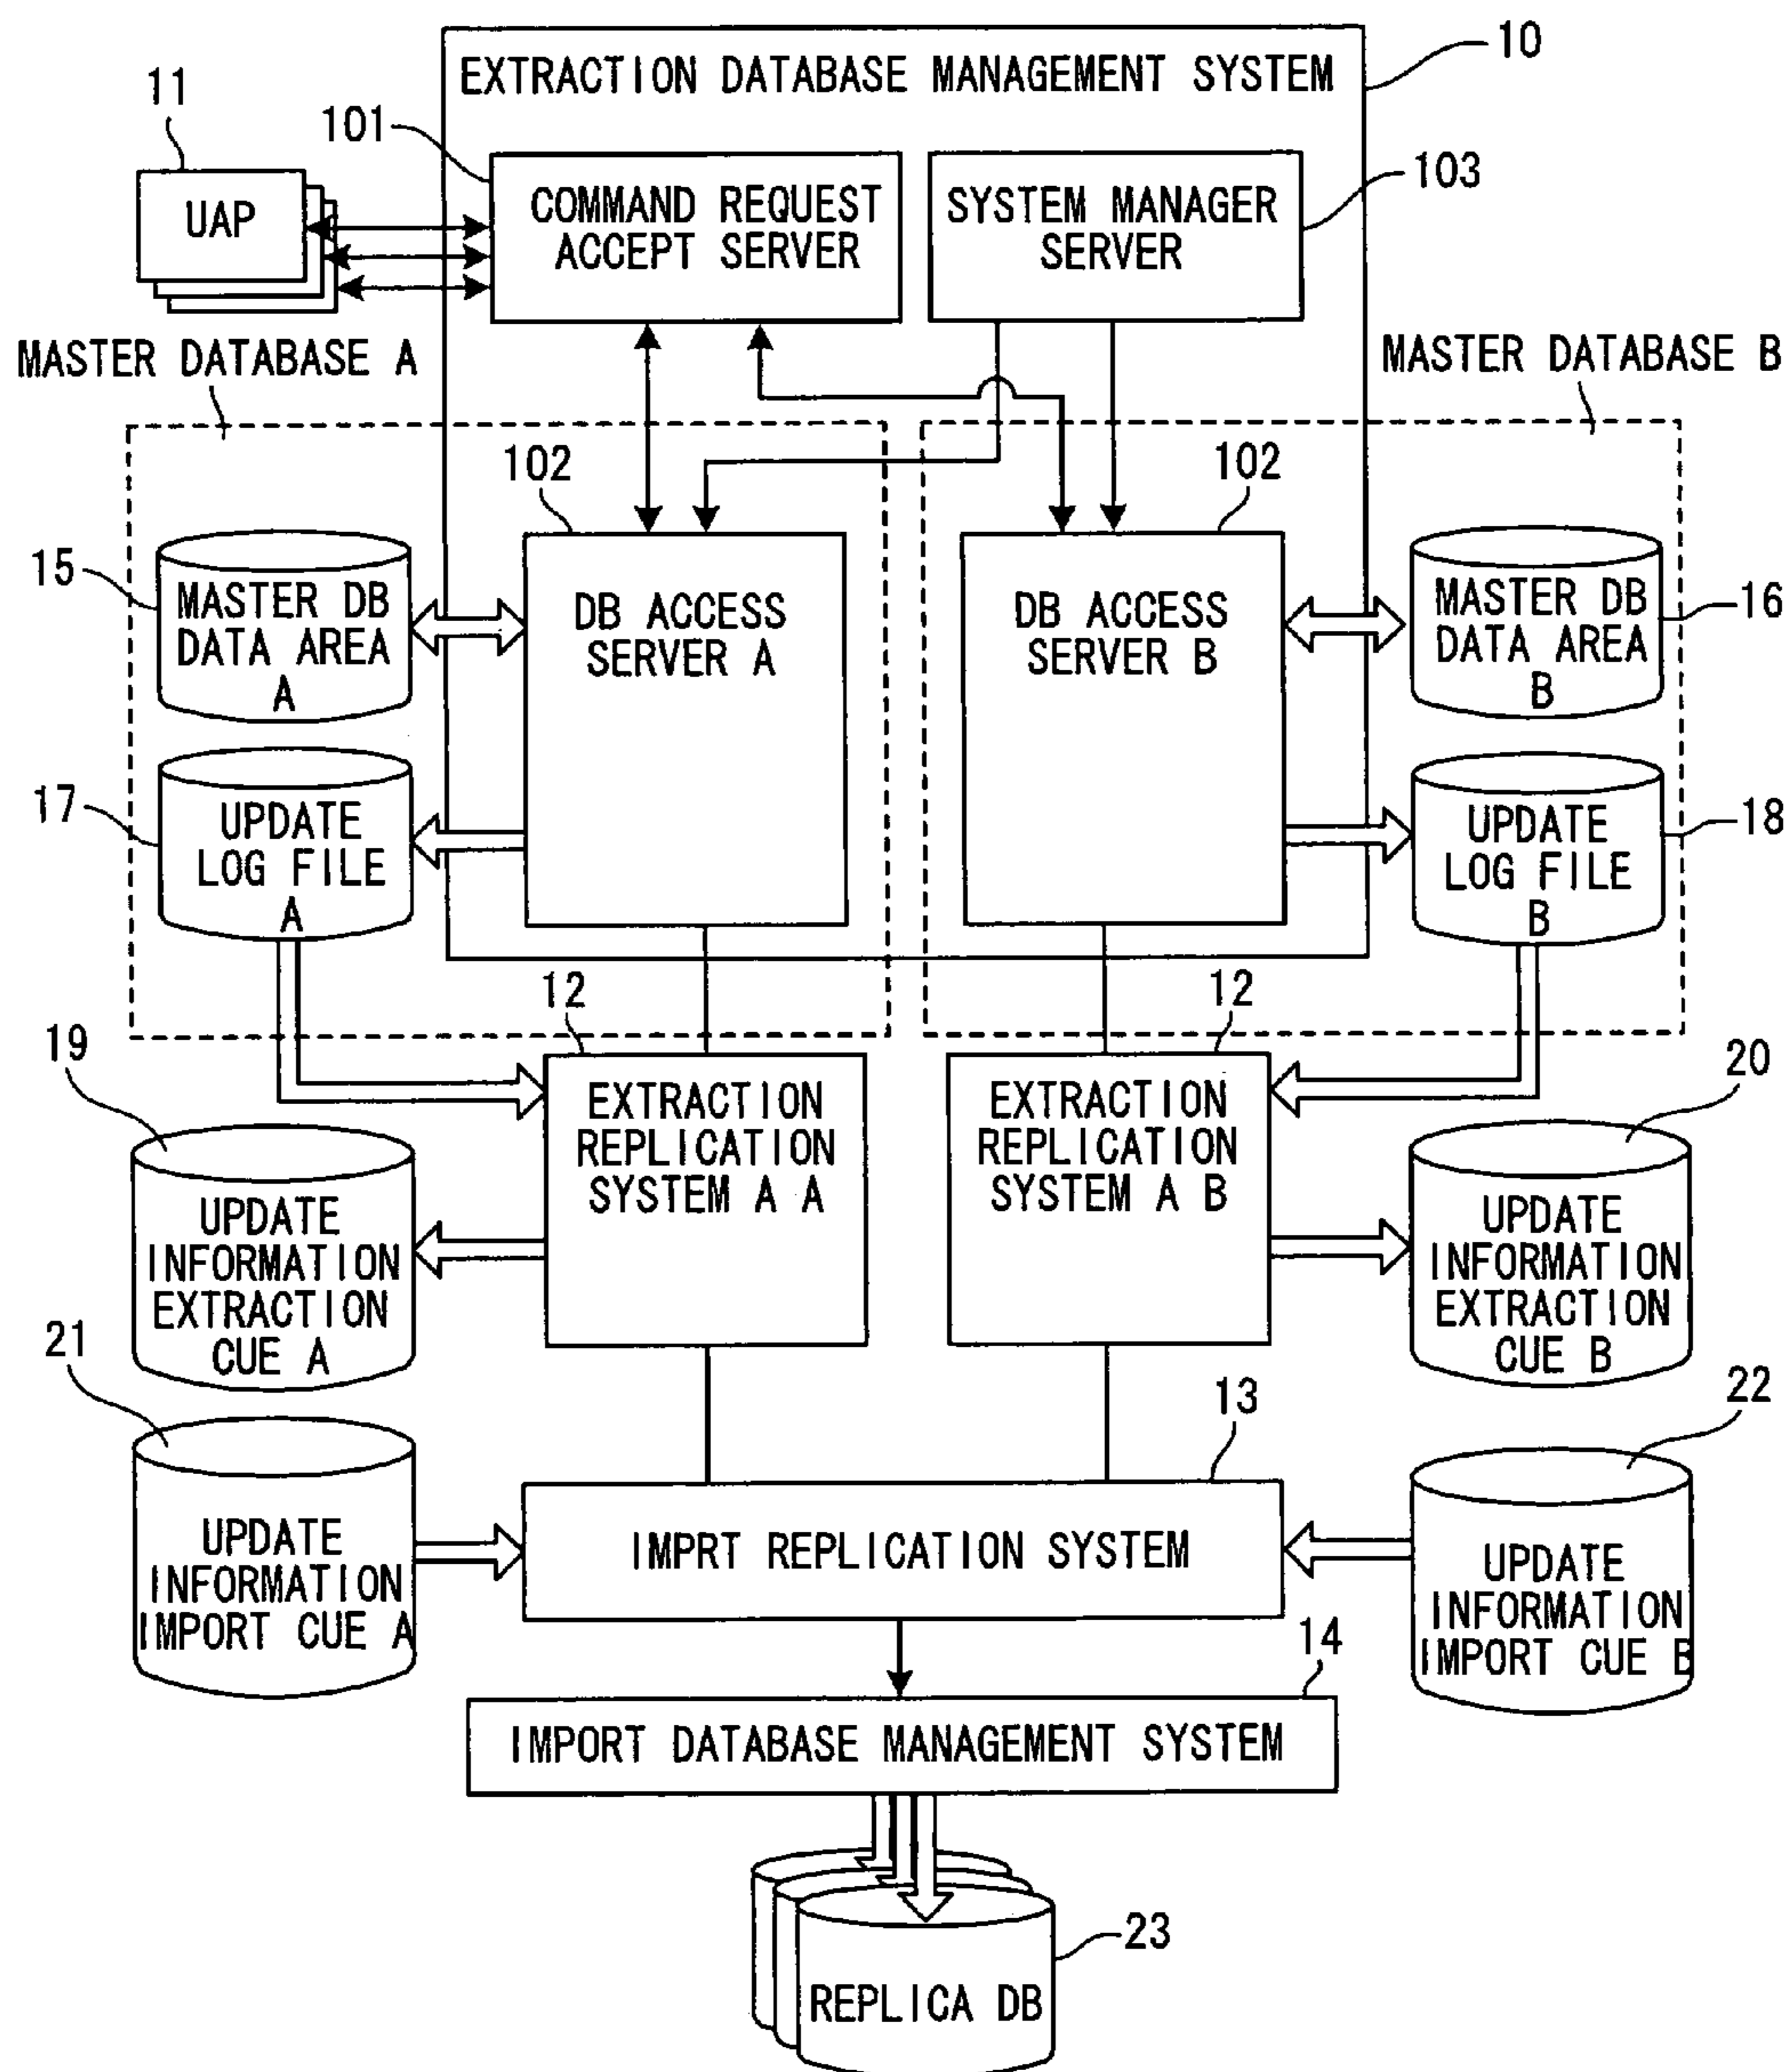 10
EXTRACTION DATABASE MANAGEMENT SYSTEM
11
101
103
UAP
COMMAND REQUEST
ACCEPT SERVER
SYSTEM MANAGER
SERVER
MASTER DATABASE A
MASTER DATABASE B
102
102
15
MASTER DB
DATA AREA
A
DB ACCESS
SERVER A
DB ACCESS
SERVER B
MASTER DB
DATA AREA
B
16
17
UPDATE
LOG FILE
A
UPDATE
LOG FILE
B
18
12
12
19
20
EXTRACTION
REPLICATION
SYSTEM A A
EXTRACTION
REPLICATION
SYSTEM A B
UPDATE
INFORMATION
EXTRACTION
CUE A
UPDATE
INFORMATION
EXTRACTION
CUE B
21
22
13
UPDATE
INFORMATION
IMPORT CUE A
IMPRT REPLICATION SYSTEM
UPDATE
INFORMATION
IMPORT CUE B
14
IMPORT DATABASE MANAGEMENT SYSTEM
23
REPLICA DB